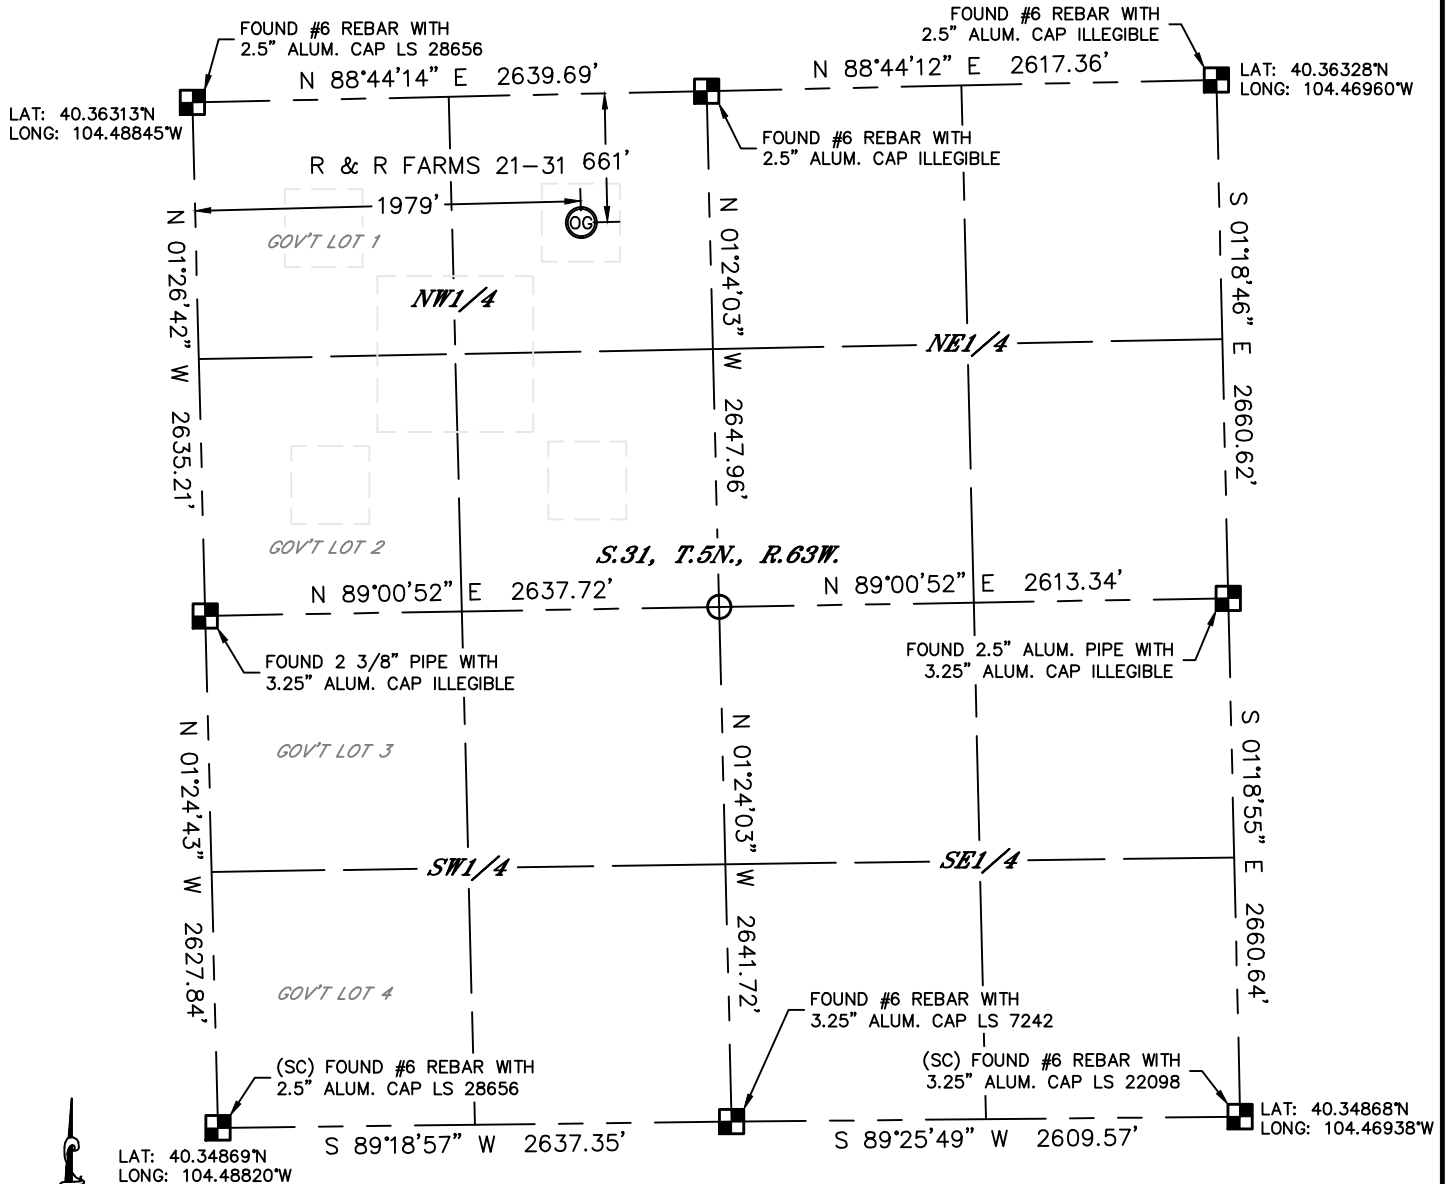 FOUND #6 REBAR WITH
2.5" ALUM. CAP LS 28656
FOUND #6 REBAR WITH
2.5" ALUM. CAP ILLEGIBLE
N 88°44'14" E 2639.69'
N 88°44'12" E 2617.36'
LAT: 40.36328°N
LONG: 104.46960°W
LAT: 40.36313°N
LONG: 104.48845°W
FOUND #6 REBAR WITH
2.5" ALUM. CAP ILLEGIBLE
R & R FARMS 21-31
661'
1979'
OG
GOV'T LOT 1
NW1/4
NE1/4
N 01°26'42" W 2635.21'
N 01°24'03" W 2647.96'
S 01°18'46" E 2660.62'
GOV'T LOT 2
S.31, T.5N., R.63W.
N 89°00'52" E 2637.72'
N 89°00'52" E 2613.34'
FOUND 2 3/8" PIPE WITH
3.25" ALUM. CAP ILLEGIBLE
FOUND 2.5" ALUM. PIPE WITH
3.25" ALUM. CAP ILLEGIBLE
GOV'T LOT 3
N 01°24'43" W 2627.84'
N 01°24'03" W 2641.72'
S 01°18'55" E 2660.64'
SW1/4
SE1/4
GOV'T LOT 4
FOUND #6 REBAR WITH
3.25" ALUM. CAP LS 7242
(SC) FOUND #6 REBAR WITH
2.5" ALUM. CAP LS 28656
(SC) FOUND #6 REBAR WITH
3.25" ALUM. CAP LS 22098
LAT: 40.34868°N
LONG: 104.46938°W
S 89°18'57" W 2637.35'
S 89°25'49" W 2609.57'
LAT: 40.34869°N
LONG: 104.48820°W